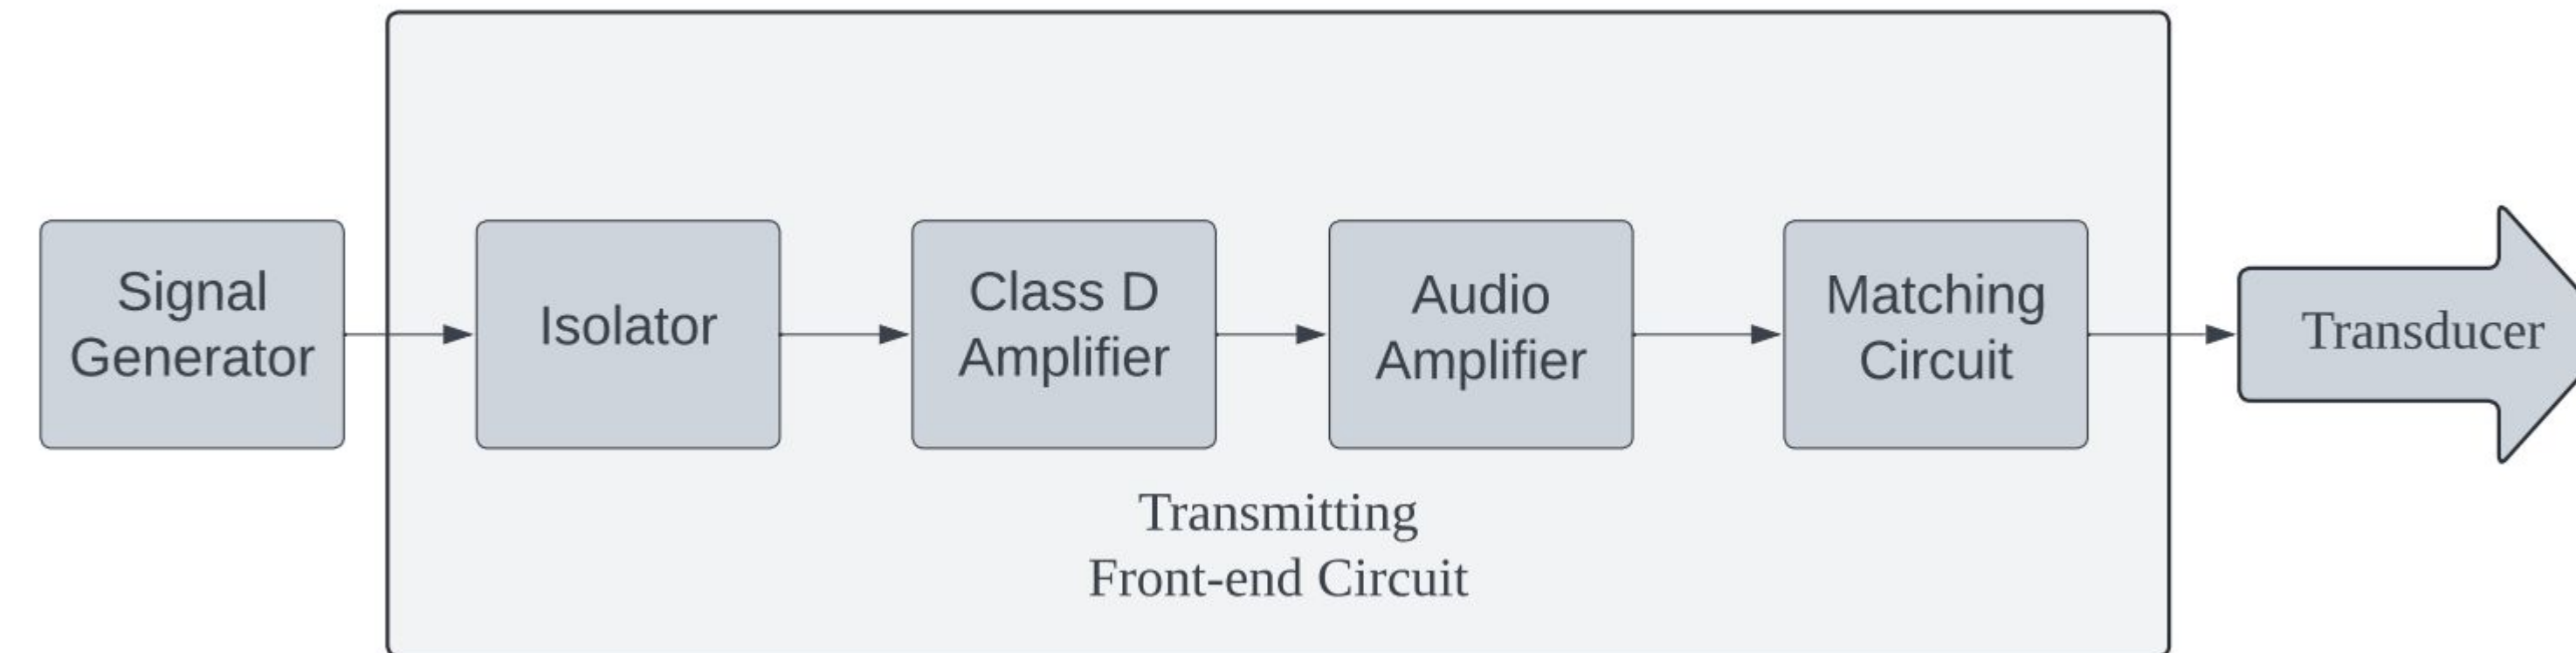 Signal
Generator
Isolator
Class D
Amplifier
Audio
Amplifier
Matching
Circuit
Transducer
Transmitting
Front-end Circuit